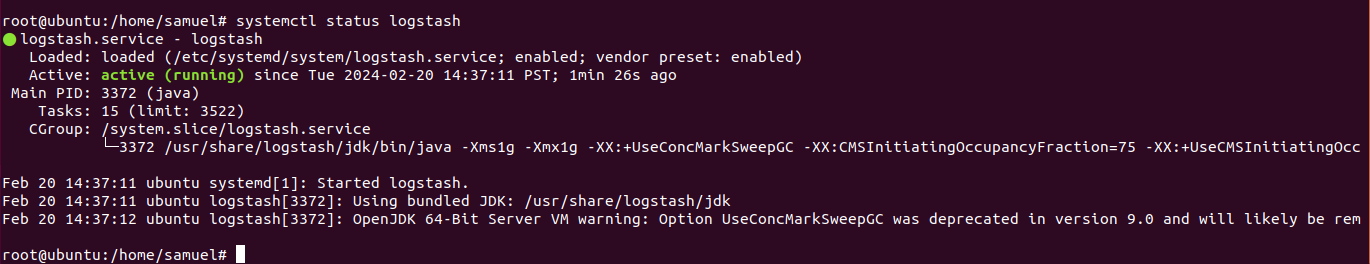 root@ubuntu:/home/samuel# systemctl status logstash
● logstash.service - logstash
   Loaded: loaded (/etc/systemd/system/logstash.service; enabled; vendor preset: enabled)
   Active: active (running) since Tue 2024-02-20 14:37:11 PST; 1min 26s ago
 Main PID: 3372 (java)
    Tasks: 15 (limit: 3522)
   CGroup: /system.slice/logstash.service
           └─3372 /usr/share/logstash/jdk/bin/java -Xms1g -Xmx1g -XX:+UseConcMarkSweepGC -XX:CMSInitiatingOccupancyFraction=75 -XX:+UseCMSInitiatingOcc
Feb 20 14:37:11 ubuntu systemd[1]: Started logstash.
Feb 20 14:37:11 ubuntu logstash[3372]: Using bundled JDK: /usr/share/logstash/jdk
Feb 20 14:37:12 ubuntu logstash[3372]: OpenJDK 64-Bit Server VM warning: Option UseConcMarkSweepGC was deprecated in version 9.0 and will likely be rem
root@ubuntu:/home/samuel#